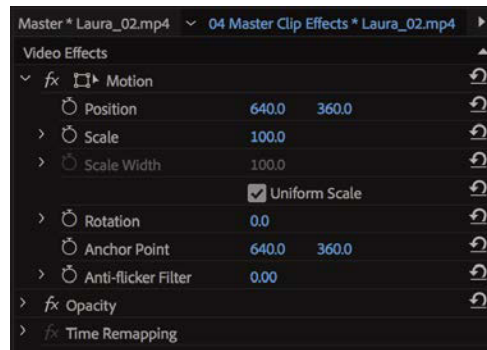 Master * Laura_02.mp4 04 Master Clip Effects * Laura_02.mp4
Video Effects
fx Motion
Position 640.0 360.0
Scale 100.0
Scale Width 100.0
Uniform Scale
Rotation 0.0
Anchor Point 640.0 360.0
Anti-flicker Filter 0.00
fx Opacity
fx Time Remapping